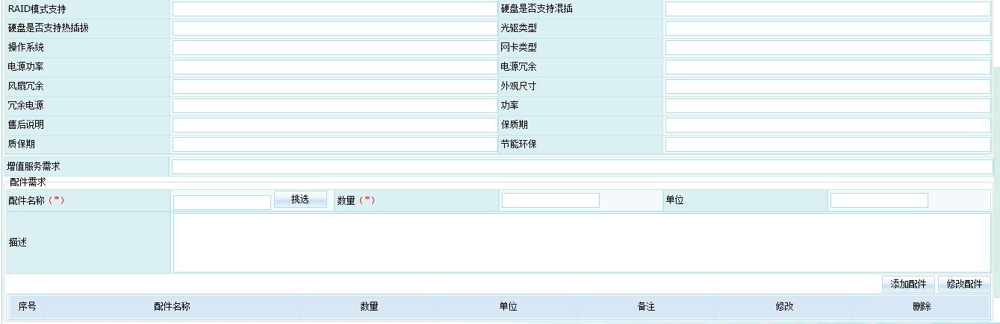 RAID模式支持 硬盘是否支持混插
硬盘是否支持热插拔 光驱类型
操作系统 网卡类型
电源功率 电源冗余
风扇冗余 外观尺寸
冗余电源 功率
售后说明 保质期
质保期 节能环保
增值服务需求
配件需求
配件名称（*） 挑选 数量（*） 单位
描述
添加配件 修改配件
序号 配件名称 数量 单位 备注 修改 删除